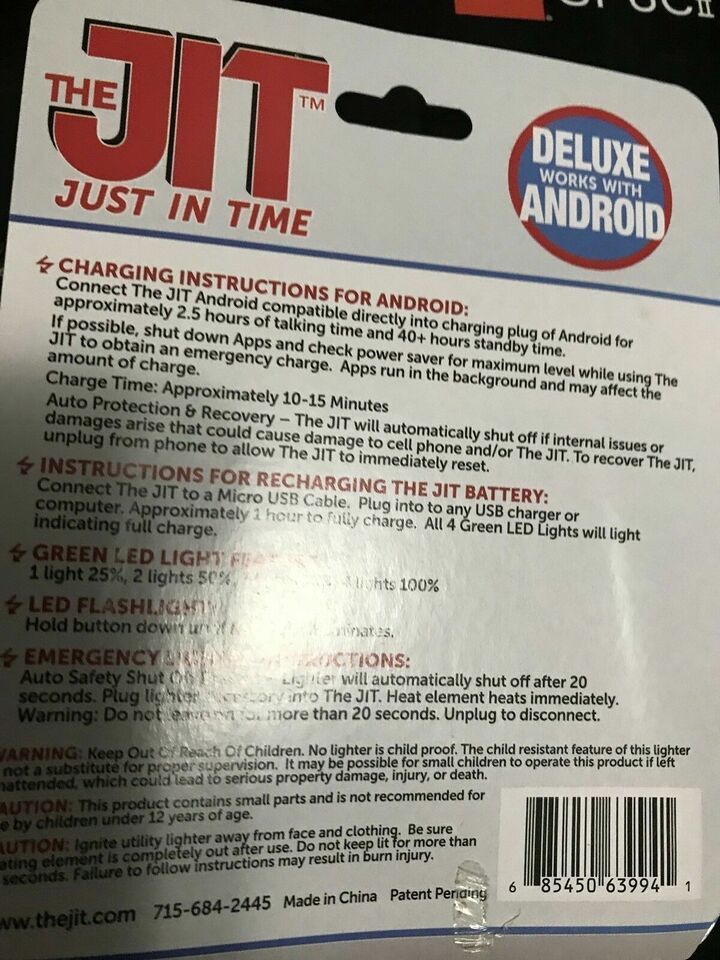 THE JIT™
JUST IN TIME
DELUXE
WORKS WITH
ANDROID
CHARGING INSTRUCTIONS FOR ANDROID:
Connect The JIT Android compatible directly into charging plug of Android for
approximately 2.5 hours of talking time and 40+ hours standby time.
If possible, shut down Apps and check power saver for maximum level while using The
JIT to obtain an emergency charge. Apps run in the background and may affect the
amount of charge.
Charge Time: Approximately 10-15 Minutes
Auto Protection & Recovery – The JIT will automatically shut off if internal issues or
damages arise that could cause damage to cell phone and/or The JIT. To recover The JIT,
unplug from phone to allow The JIT to immediately reset.
INSTRUCTIONS FOR RECHARGING THE JIT BATTERY:
Connect The JIT to a Micro USB Cable. Plug into to any USB charger or
computer. Approximately 1 hour to fully charge. All 4 Green LED Lights will light
indicating full charge.
GREEN LED LIGHT
1 light 25%, 2 lights 50%, lights 100%
LED FLASHLIGHT
Hold button down
EMERGENCY INSTRUCTIONS:
Auto Safety Shut Off Lighter will automatically shut off after 20
seconds. Plug lighter accessory into The JIT. Heat element heats immediately.
Warning: Do not leave on for more than 20 seconds. Unplug to disconnect.
WARNING: Keep Out Of Reach Of Children. No lighter is child proof. The child resistant feature of this lighter
not a substitute for proper supervision. It may be possible for small children to operate this product if left
nattended, which could lead to serious property damage, injury, or death.
AUTION: This product contains small parts and is not recommended for
e by children under 12 years of age.
AUTION: Ignite utility lighter away from face and clothing. Be sure
ating element is completely out after use. Do not keep lit for more than
seconds. Failure to follow instructions may result in burn injury.
ww.thejit.com 715-684-2445 Made in China Patent Pending
6 85450 63994 1